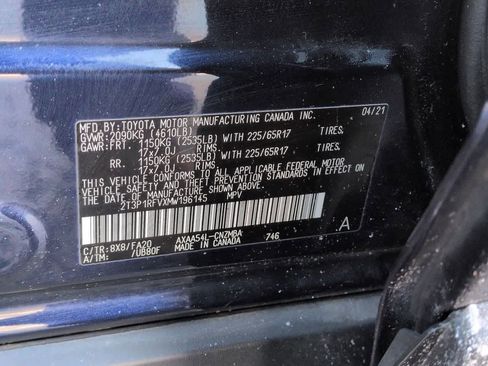 MFD.BY:TOYOTA MOTOR MANUFACTURING CANADA INC. 04/21
GVWR:2090KG (4610LB)
GAWR:FRT. 1150KG (2535LB) WITH 225/65R17 TIRES.
17x7.0J RIMS.
RR. 1150KG (2535LB) WITH 225/65R17 TIRES.
17x7.0J RIMS.
THIS VEHICLE CONFORMS TO ALL APPLICABLE FEDERAL MOTOR
VEHICLE SAFETY AND THEFT PREVENTION STANDARDS IN EFFECT
ON THE DATE OF MANUFACTURE SHOWN ABOVE.
2T3P1RFVXMW196145 MPV
C/TR:8X8/FA20 AXAA54L-CNZMBA 746 A
A/TM: /UB80F MADE IN CANADA